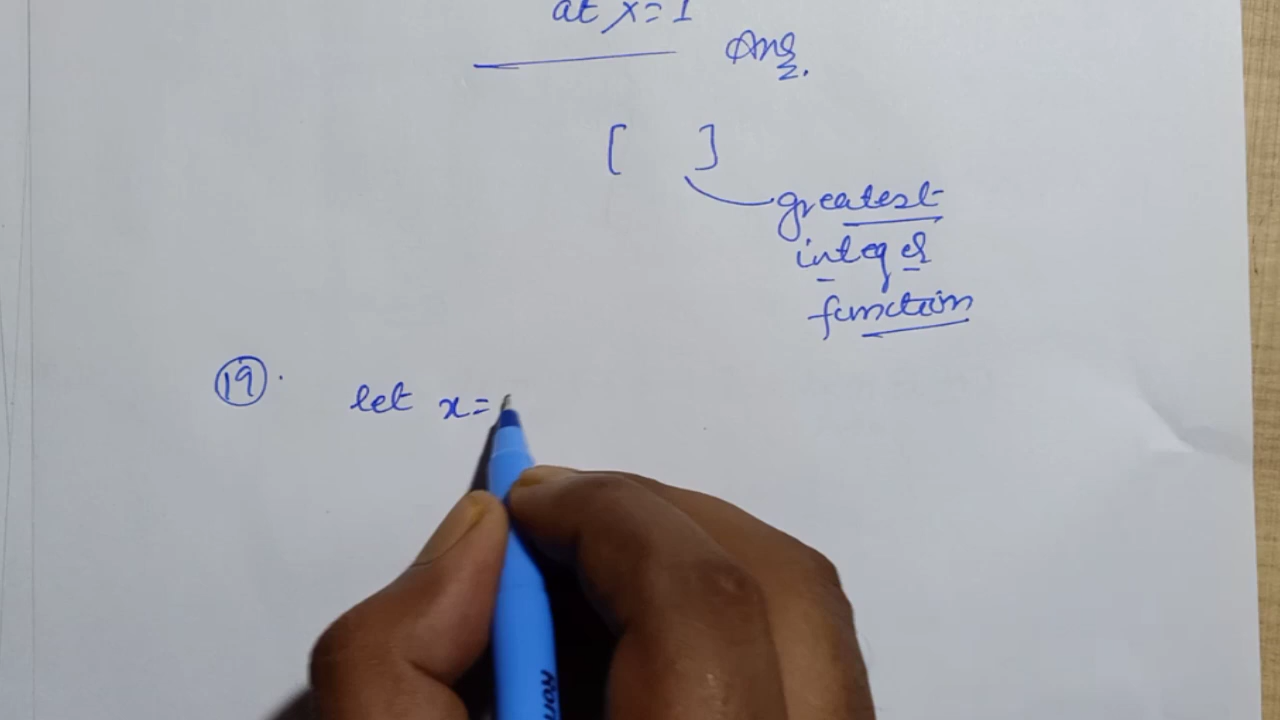 at x=1
Ans.
[ ]
greatest
integer
function
19. let x=